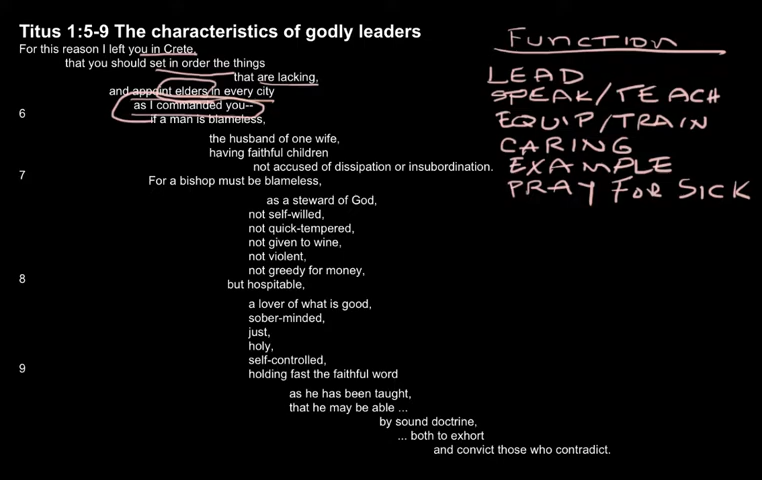 Titus 1:5-9 The characteristics of godly leaders
For this reason I left you in Crete,
that you should set in order the things
that are lacking,
and appoint elders in every city
as I commanded you--
6
if a man is blameless,
the husband of one wife,
having faithful children
not accused of dissipation or insubordination.
7
For a bishop must be blameless,
as a steward of God,
not self-willed,
not quick-tempered,
not given to wine,
not violent,
not greedy for money,
8
but hospitable,
a lover of what is good,
sober-minded,
just,
holy,
self-controlled,
9
holding fast the faithful word
as he has been taught,
that he may be able ...
by sound doctrine,
... both to exhort
and convict those who contradict.
FUNCTION
LEAD
SPEAK/TEACH
EQUIP/TRAIN
CARING
EXAMPLE
PRAY FOR SICK